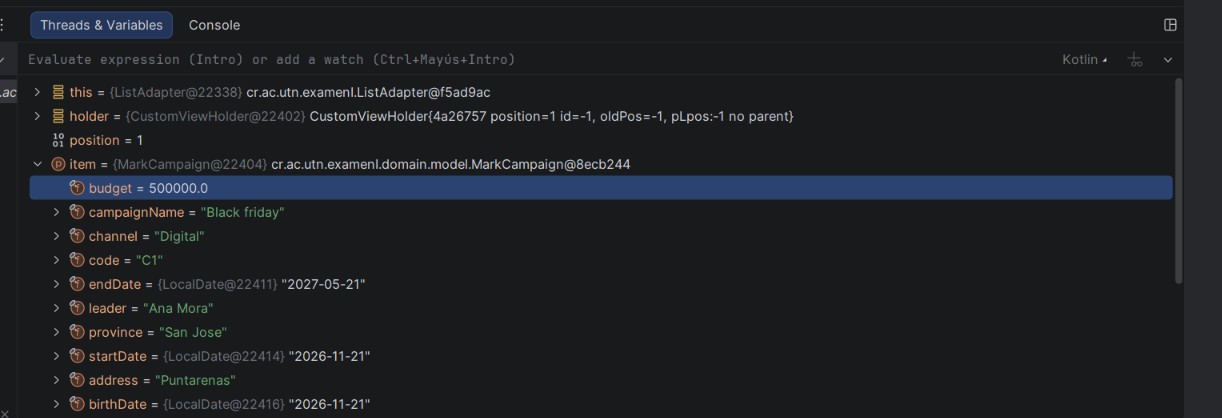 Threads & Variables Console
Evaluate expression (Intro) or add a watch (Ctrl+Mayús+Intro) Kotlin
.ac
this = {ListAdapter@22338} cr.ac.utn.examenI.ListAdapter@f5ad9ac
holder = {CustomViewHolder@22402} CustomViewHolder{4a26757 position=1 id=-1, oldPos=-1, pLpos:-1 no parent}
position = 1
item = {MarkCampaign@22404} cr.ac.utn.examenI.domain.model.MarkCampaign@8ecb244
budget = 500000.0
campaignName = "Black friday"
channel = "Digital"
code = "C1"
endDate = {LocalDate@22411} "2027-05-21"
leader = "Ana Mora"
province = "San Jose"
startDate = {LocalDate@22414} "2026-11-21"
address = "Puntarenas"
birthDate = {LocalDate@22416} "2026-11-21"